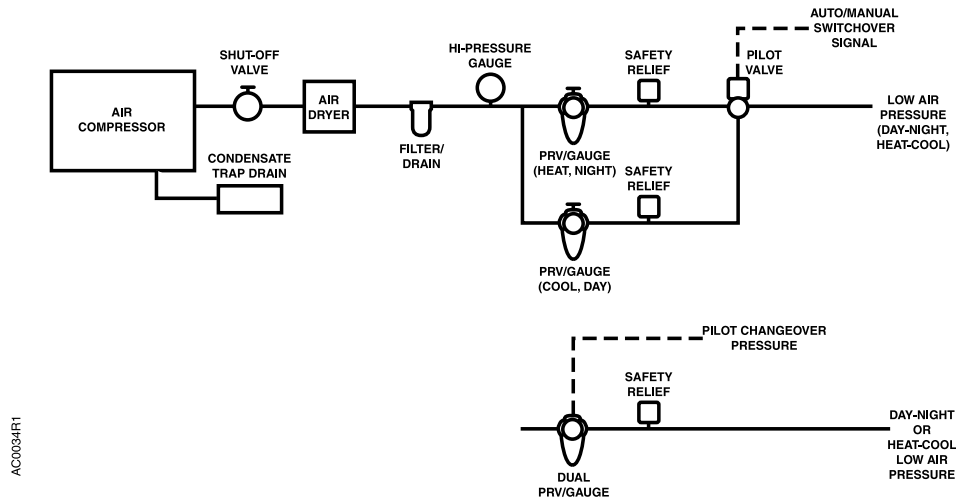 AUTO/MANUAL
SWITCHOVER
SIGNAL
HI-PRESSURE
GAUGE
SAFETY
RELIEF
PILOT
VALVE
SHUT-OFF
VALVE
AIR
COMPRESSOR
AIR
DRYER
LOW AIR
PRESSURE
(DAY-NIGHT,
HEAT-COOL)
FILTER/
DRAIN
PRV/GAUGE
(HEAT, NIGHT)
CONDENSATE
TRAP DRAIN
SAFETY
RELIEF
PRV/GAUGE
(COOL, DAY)
PILOT CHANGEOVER
PRESSURE
SAFETY
RELIEF
DAY-NIGHT
OR
HEAT-COOL
LOW AIR
PRESSURE
DUAL
PRV/GAUGE
AC0034R1